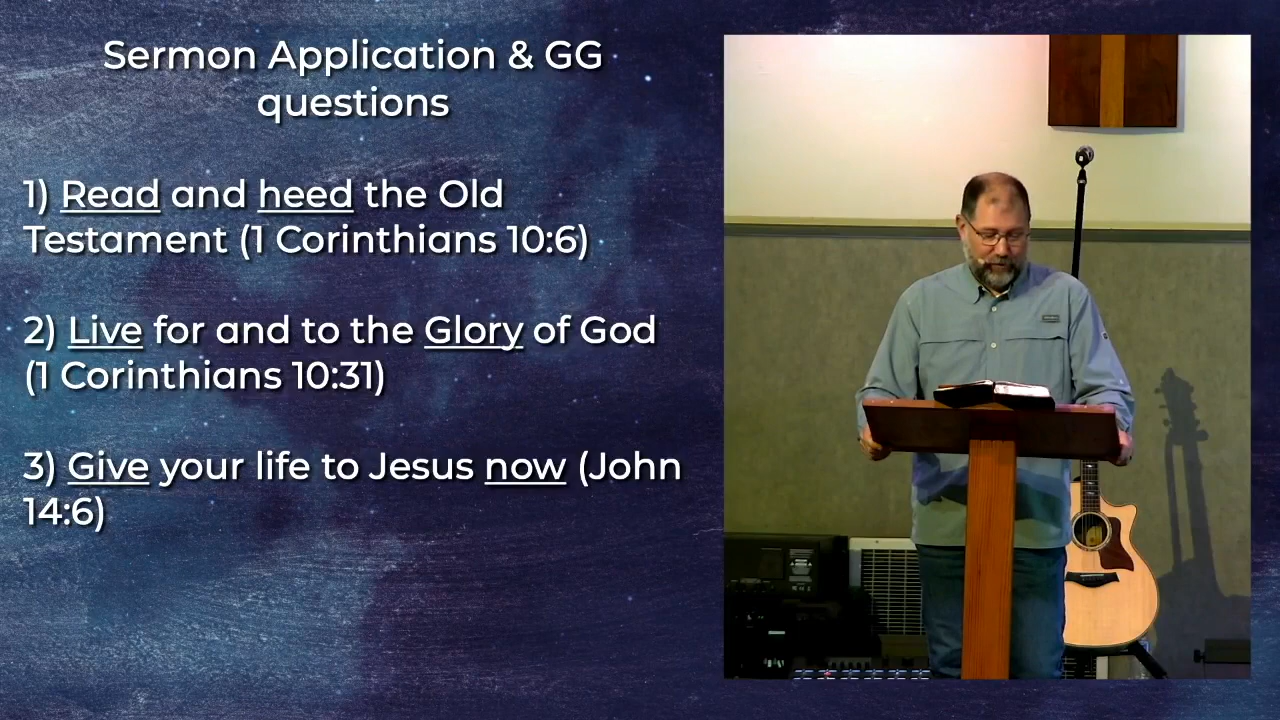 Sermon Application & GG
questions
1) Read and heed the Old
Testament (1 Corinthians 10:6)
2) Live for and to the Glory of God
(1 Corinthians 10:31)
3) Give your life to Jesus now (John
14:6)